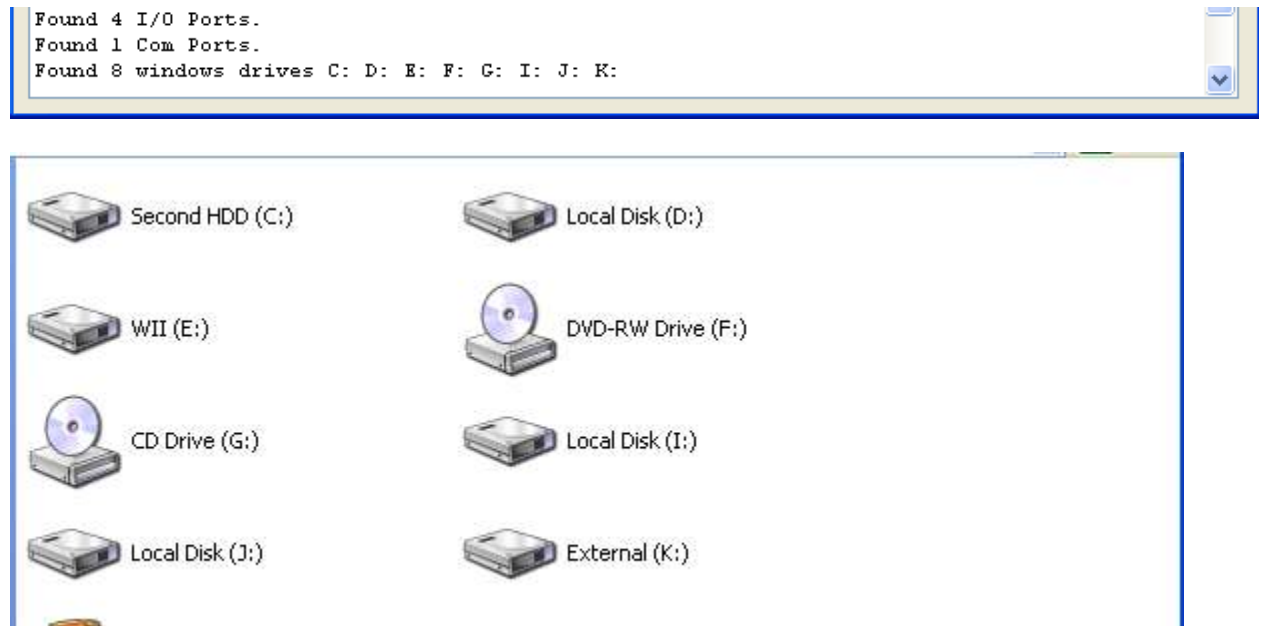 Found 4 I/O Ports.
Found 1 Com Ports.
Found 8 windows drives C: D: E: F: G: I: J: K:
Second HDD (C:)
Local Disk (D:)
WII (E:)
DVD-RW Drive (F:)
CD Drive (G:)
Local Disk (I:)
Local Disk (J:)
External (K:)